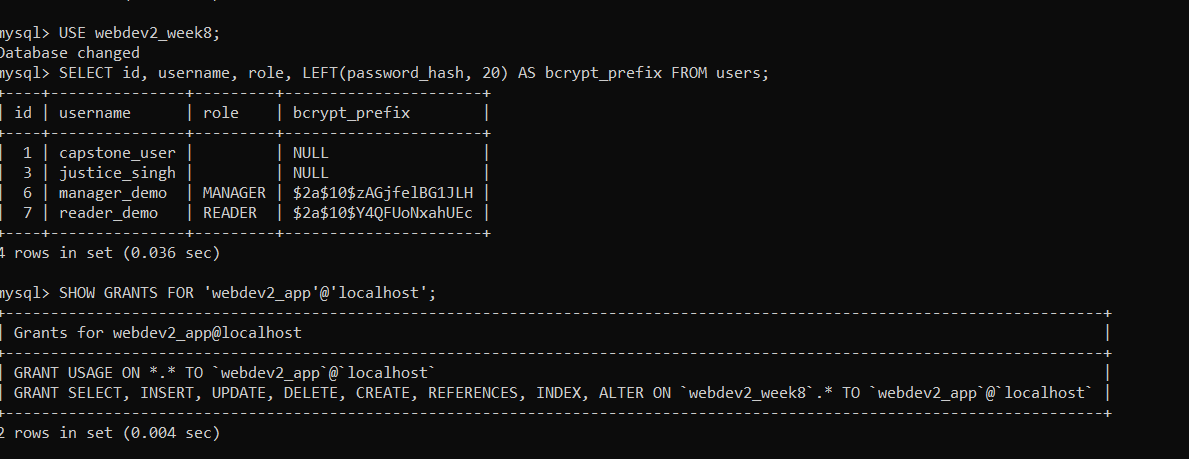 mysql> USE webdev2_week8;
Database changed
mysql> SELECT id, username, role, LEFT(password_hash, 20) AS bcrypt_prefix FROM users;
+----+---------------+---------+----------------------+
| id | username      | role    | bcrypt_prefix        |
+----+---------------+---------+----------------------+
|  1 | capstone_user |         | NULL                 |
|  3 | justice_singh |         | NULL                 |
|  6 | manager_demo  | MANAGER | $2a$10$zAGjfelBG1JLH |
|  7 | reader_demo   | READER  | $2a$10$Y4QFUoNxahUEc |
+----+---------------+---------+----------------------+
4 rows in set (0.036 sec)
mysql> SHOW GRANTS FOR 'webdev2_app'@'localhost';
+------------------------------------------------------------------------------------------------------------------------------------+
| Grants for webdev2_app@localhost                                                                                                   |
+------------------------------------------------------------------------------------------------------------------------------------+
| GRANT USAGE ON *.* TO `webdev2_app`@`localhost`                                                                                    |
| GRANT SELECT, INSERT, UPDATE, DELETE, CREATE, REFERENCES, INDEX, ALTER ON `webdev2_week8`.* TO `webdev2_app`@`localhost` |
+------------------------------------------------------------------------------------------------------------------------------------+
2 rows in set (0.004 sec)